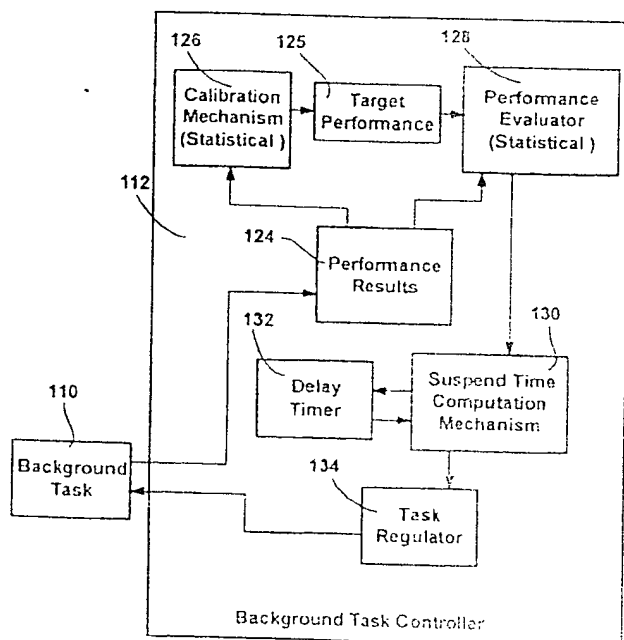 126
125
128
Calibration
Mechanism
(Statistical)
Target
Performance
Performance
Evaluator
(Statistical)
112
124
Performance
Results
132
130
Delay
Timer
Suspend Time
Computation
Mechanism
110
Background
Task
134
Task
Regulator
Background Task Controller